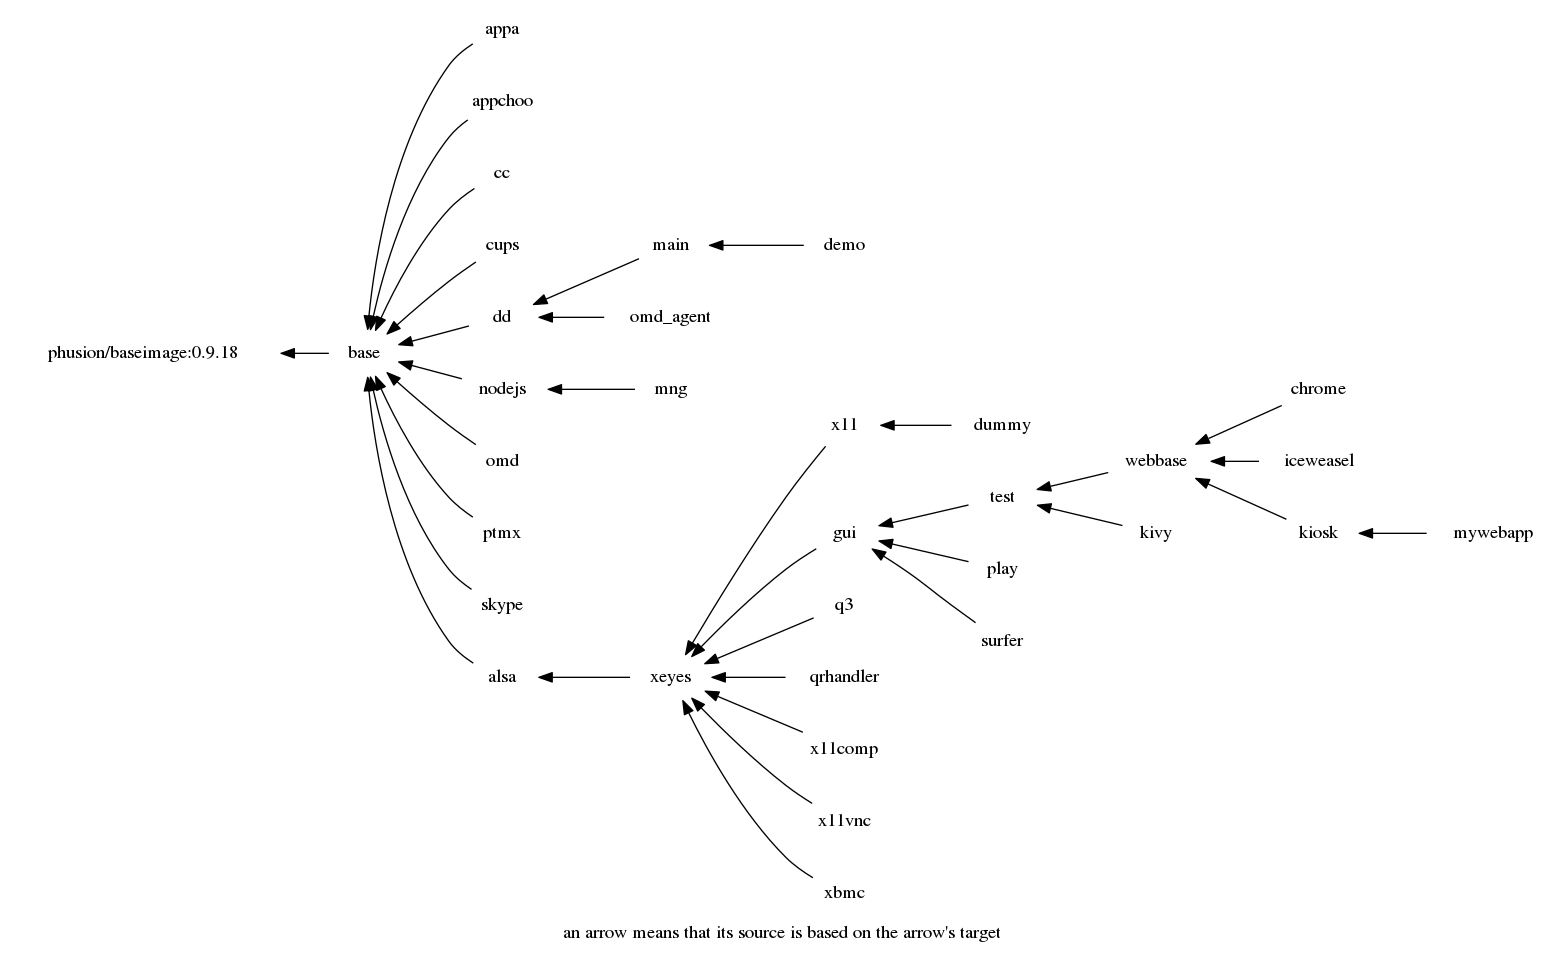 appa
appchoo
cc
cups
main
demo
dd
omd_agent
phusion/baseimage:0.9.18
base
nodejs
mng
chrome
x11
dummy
omd
webbase
iceweasel
test
ptmx
gui
kivy
kiosk
mywebapp
play
skype
q3
surfer
alsa
xeyes
qrhandler
x11comp
x11vnc
xbmc
an arrow means that its source is based on the arrow's target